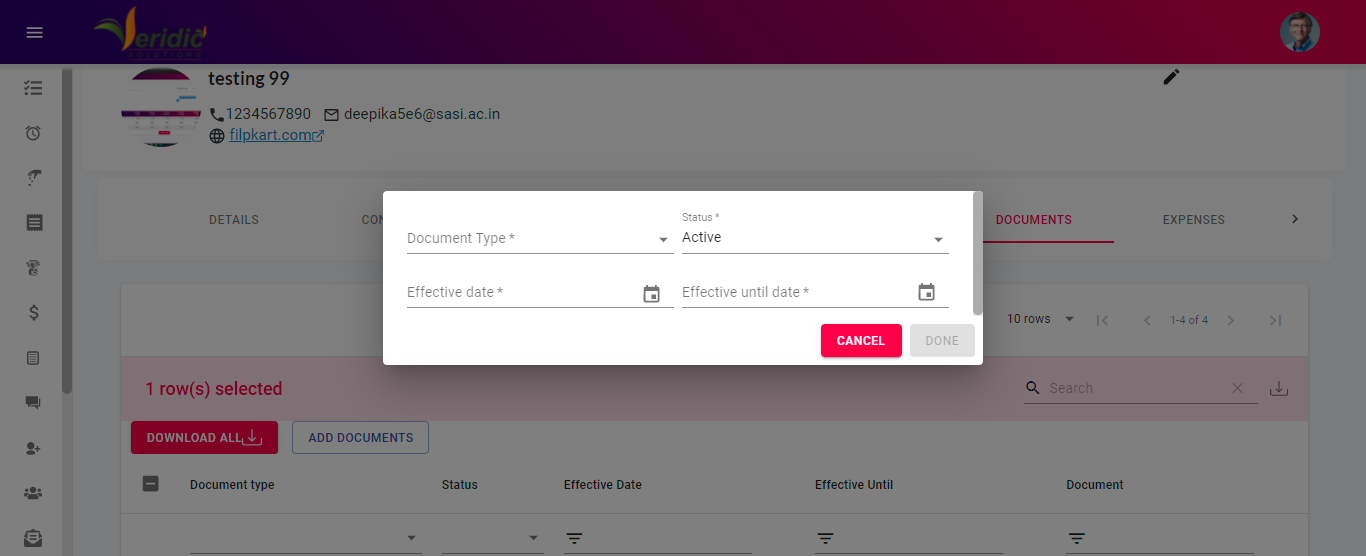 eridic
SOLUTIONS
testing 99
1234567890 deepika5e6@sasi.ac.in
filpkart.com
DETAILS CON DOCUMENTS EXPENSES
Status *
Document Type * Active
Effective date * Effective until date *
10 rows 1-4 of 4
CANCEL DONE
1 row(s) selected Search
DOWNLOAD ALL ADD DOCUMENTS
Document type Status Effective Date Effective Until Document